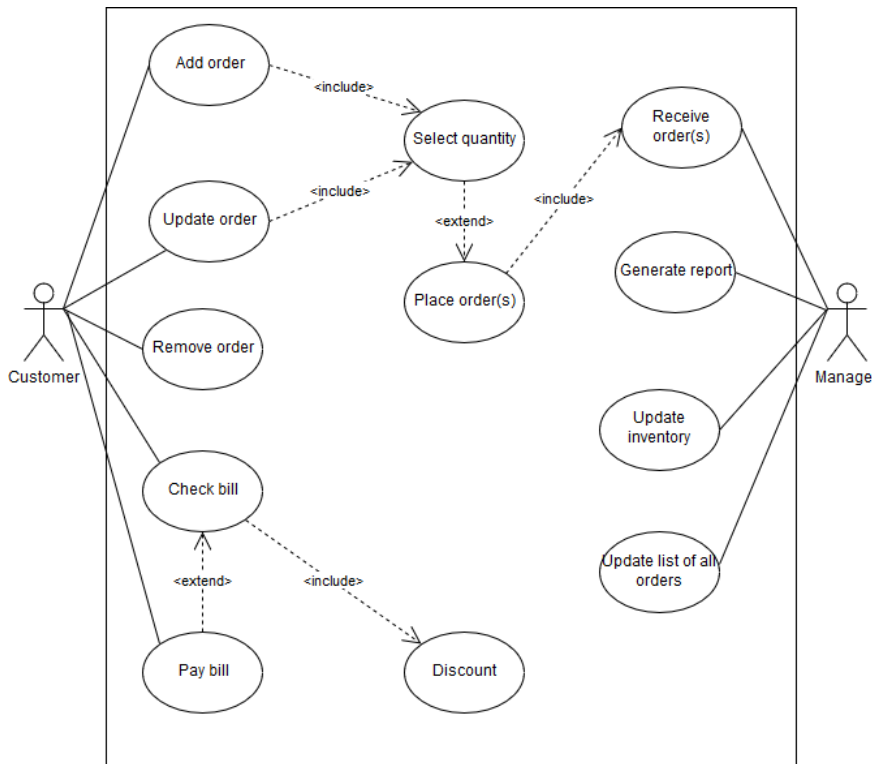 Add order
<include>
Select quantity
Receive
order(s)
Update order
<include>
<extend>
<include>
Generate report
Place order(s)
Remove order
Customer
Manage
Update
inventory
Check bill
Update list of all
orders
<extend>
<include>
Pay bill
Discount